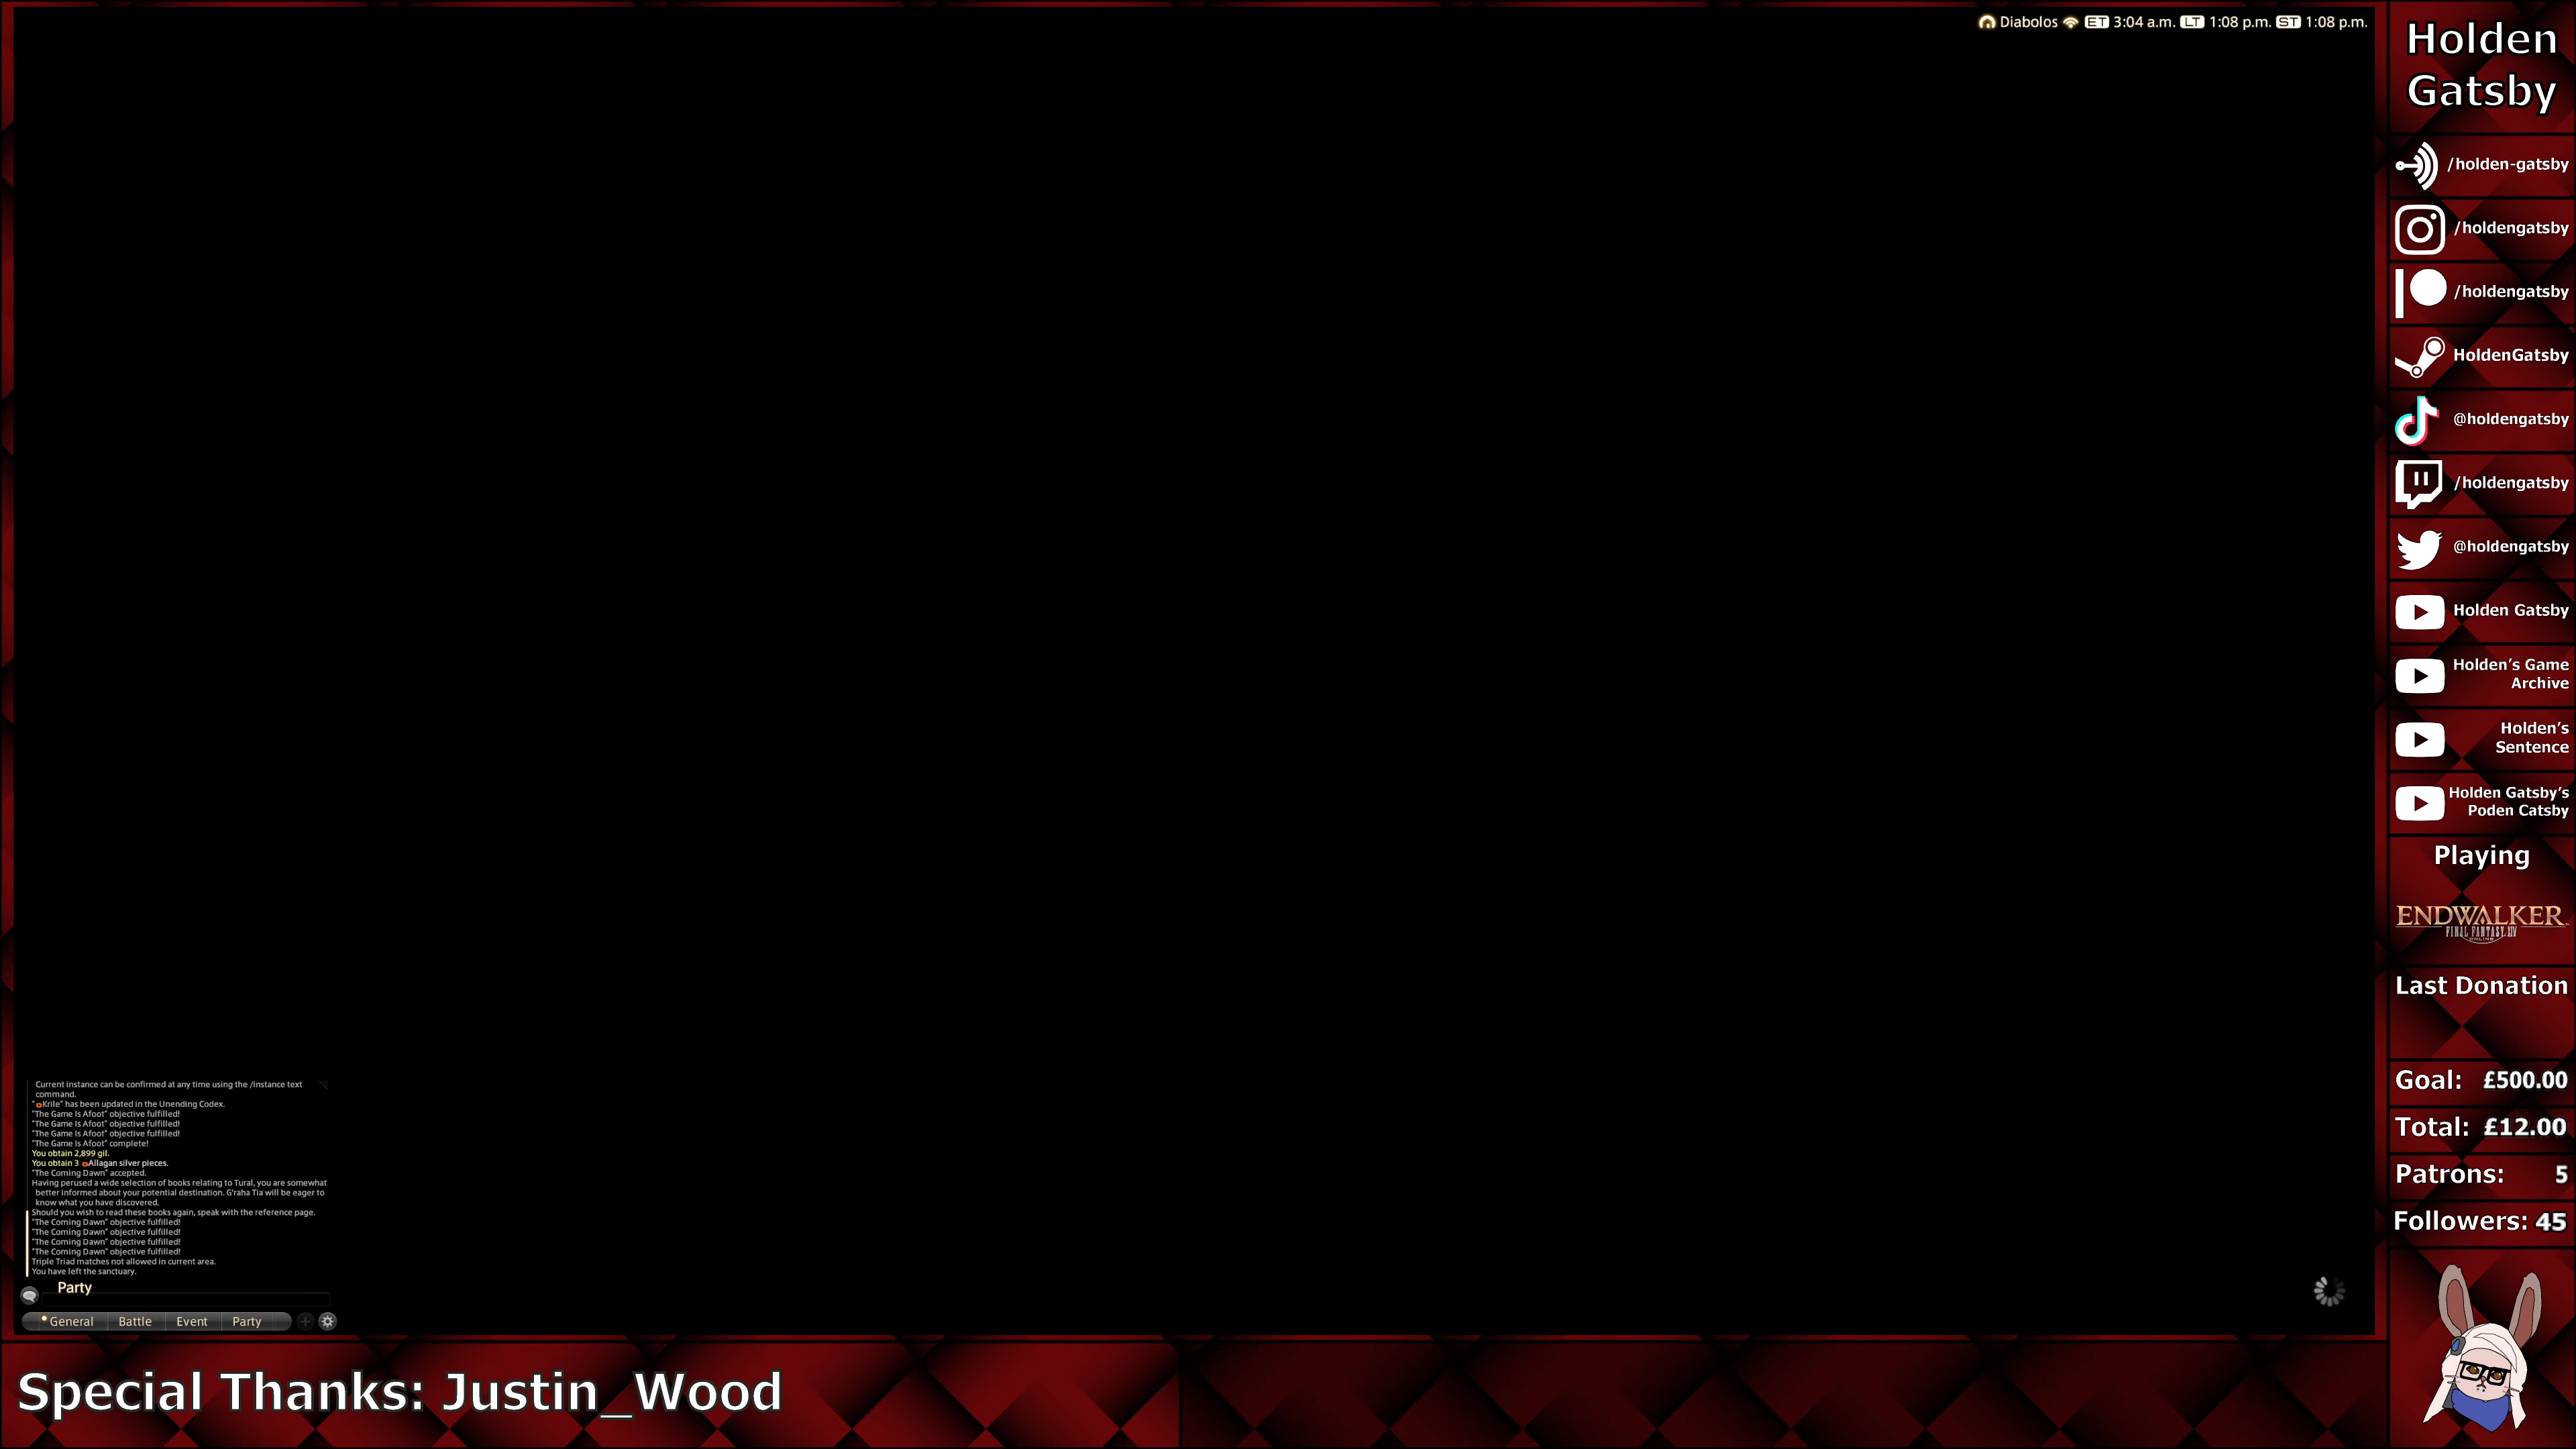 Diabolos ET 3:04 a.m. LT 1:08 p.m. ST 1:08 p.m.
Current instance can be confirmed at any time using the /instance text
command.
"Krile" has been updated in the Unending Codex.
"The Game Is Afoot" objective fulfilled!
"The Game Is Afoot" objective fulfilled!
"The Game Is Afoot" objective fulfilled!
"The Game Is Afoot" complete!
You obtain 2,899 gil.
You obtain 3 Allagan silver pieces.
"The Coming Dawn" accepted.
Having perused a wide selection of books relating to Tural, you are somewhat
better informed about your potential destination. G'raha Tia will be eager to
know what you have discovered.
Should you wish to read these books again, speak with the reference page.
"The Coming Dawn" objective fulfilled!
"The Coming Dawn" objective fulfilled!
"The Coming Dawn" objective fulfilled!
"The Coming Dawn" objective fulfilled!
Triple Triad matches not allowed in current area.
You have left the sanctuary.
Party
General Battle Event Party
Special Thanks: Justin_Wood
Holden
Gatsby
/holden-gatsby
/holdengatsby
/holdengatsby
HoldenGatsby
@holdengatsby
/holdengatsby
@holdengatsby
Holden Gatsby
Holden's Game
Archive
Holden's
Sentence
Holden Gatsby's
Poden Catsby
Playing
ENDWALKER
FINAL FANTASY XIV
ONLINE
Last Donation
Goal: £500.00
Total: £12.00
Patrons: 5
Followers: 45